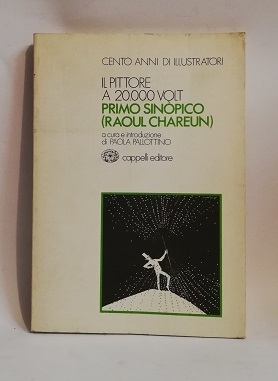 CENTO ANNI DI ILLUSTRATORI
IL PITTORE
A 20.000 VOLT
PRIMO SINÒPICO
(RAOUL CHAREUN)
a cura e introduzione
di PAOLA PALLOTTINO
cappelli editore